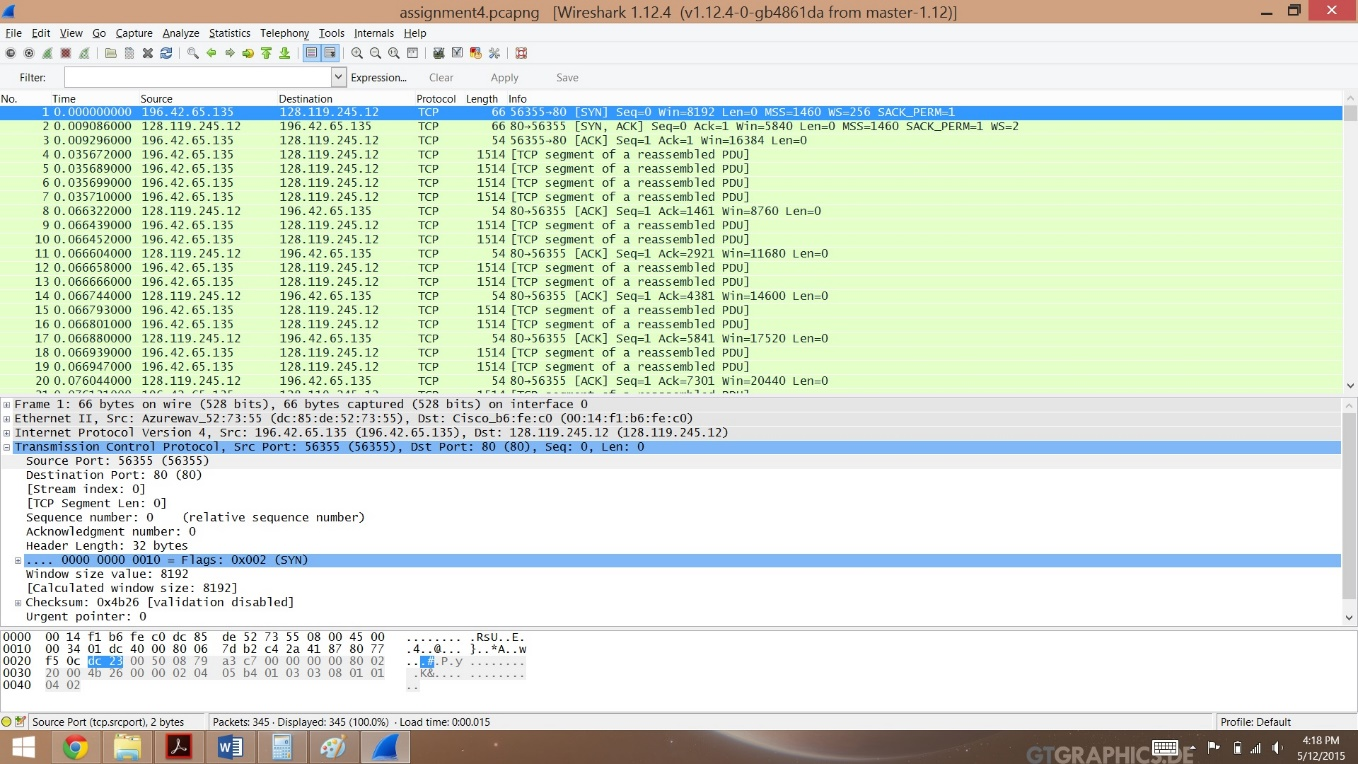 assignment4.pcapng [Wireshark 1.12.4 (v1.12.4-0-gb4861da from master-1.12)]
File Edit View Go Capture Analyze Statistics Telephony Tools Internals Help
Filter: Expression... Clear Apply Save
No. Time Source Destination Protocol Length Info
1 0.000000000 196.42.65.135 128.119.245.12 TCP 66 56355→80 [SYN] Seq=0 Win=8192 Len=0 MSS=1460 WS=256 SACK_PERM=1
2 0.009086000 128.119.245.12 196.42.65.135 TCP 66 80→56355 [SYN, ACK] Seq=0 Ack=1 Win=5840 Len=0 MSS=1460 SACK_PERM=1 WS=2
3 0.009296000 196.42.65.135 128.119.245.12 TCP 54 56355→80 [ACK] Seq=1 Ack=1 Win=16384 Len=0
4 0.035672000 196.42.65.135 128.119.245.12 TCP 1514 [TCP segment of a reassembled PDU]
5 0.035689000 196.42.65.135 128.119.245.12 TCP 1514 [TCP segment of a reassembled PDU]
6 0.035699000 196.42.65.135 128.119.245.12 TCP 1514 [TCP segment of a reassembled PDU]
7 0.035710000 196.42.65.135 128.119.245.12 TCP 1514 [TCP segment of a reassembled PDU]
8 0.066322000 128.119.245.12 196.42.65.135 TCP 54 80→56355 [ACK] Seq=1 Ack=1461 Win=8760 Len=0
9 0.066439000 196.42.65.135 128.119.245.12 TCP 1514 [TCP segment of a reassembled PDU]
10 0.066452000 196.42.65.135 128.119.245.12 TCP 1514 [TCP segment of a reassembled PDU]
11 0.066604000 128.119.245.12 196.42.65.135 TCP 54 80→56355 [ACK] Seq=1 Ack=2921 Win=11680 Len=0
12 0.066658000 196.42.65.135 128.119.245.12 TCP 1514 [TCP segment of a reassembled PDU]
13 0.066666000 196.42.65.135 128.119.245.12 TCP 1514 [TCP segment of a reassembled PDU]
14 0.066744000 128.119.245.12 196.42.65.135 TCP 54 80→56355 [ACK] Seq=1 Ack=4381 Win=14600 Len=0
15 0.066793000 196.42.65.135 128.119.245.12 TCP 1514 [TCP segment of a reassembled PDU]
16 0.066801000 196.42.65.135 128.119.245.12 TCP 1514 [TCP segment of a reassembled PDU]
17 0.066880000 128.119.245.12 196.42.65.135 TCP 54 80→56355 [ACK] Seq=1 Ack=5841 Win=17520 Len=0
18 0.066939000 196.42.65.135 128.119.245.12 TCP 1514 [TCP segment of a reassembled PDU]
19 0.066947000 196.42.65.135 128.119.245.12 TCP 1514 [TCP segment of a reassembled PDU]
20 0.076044000 128.119.245.12 196.42.65.135 TCP 54 80→56355 [ACK] Seq=1 Ack=7301 Win=20440 Len=0
Frame 1: 66 bytes on wire (528 bits), 66 bytes captured (528 bits) on interface 0
Ethernet II, Src: Azurewav_52:73:55 (dc:85:de:52:73:55), Dst: Cisco_b6:fe:c0 (00:14:f1:b6:fe:c0)
Internet Protocol Version 4, Src: 196.42.65.135 (196.42.65.135), Dst: 128.119.245.12 (128.119.245.12)
Transmission Control Protocol, Src Port: 56355 (56355), Dst Port: 80 (80), Seq: 0, Len: 0
Source Port: 56355 (56355)
Destination Port: 80 (80)
[Stream index: 0]
[TCP Segment Len: 0]
Sequence number: 0 (relative sequence number)
Acknowledgment number: 0
Header Length: 32 bytes
.... 0000 0000 0010 = Flags: 0x002 (SYN)
Window size value: 8192
[Calculated window size: 8192]
Checksum: 0x4b26 [validation disabled]
Urgent pointer: 0
0000 00 14 f1 b6 fe c0 dc 85 de 52 73 55 08 00 45 00 ........ .RsU..E.
0010 00 34 01 dc 40 00 80 06 7d b2 c4 2a 41 87 80 77 .4..@... }..*A..w
0020 f5 0c dc 23 00 50 08 79 a3 c7 00 00 00 00 80 02 ...#.P.y ........
0030 20 00 4b 26 00 00 02 04 05 b4 01 03 03 08 01 01 .K&.... ........
0040 04 02 ..
Source Port (tcp.srcport), 2 bytes Packets: 345 · Displayed: 345 (100.0%) · Load time: 0:00.015 Profile: Default
GTGRAPHICS.DE
4:18 PM
5/12/2015